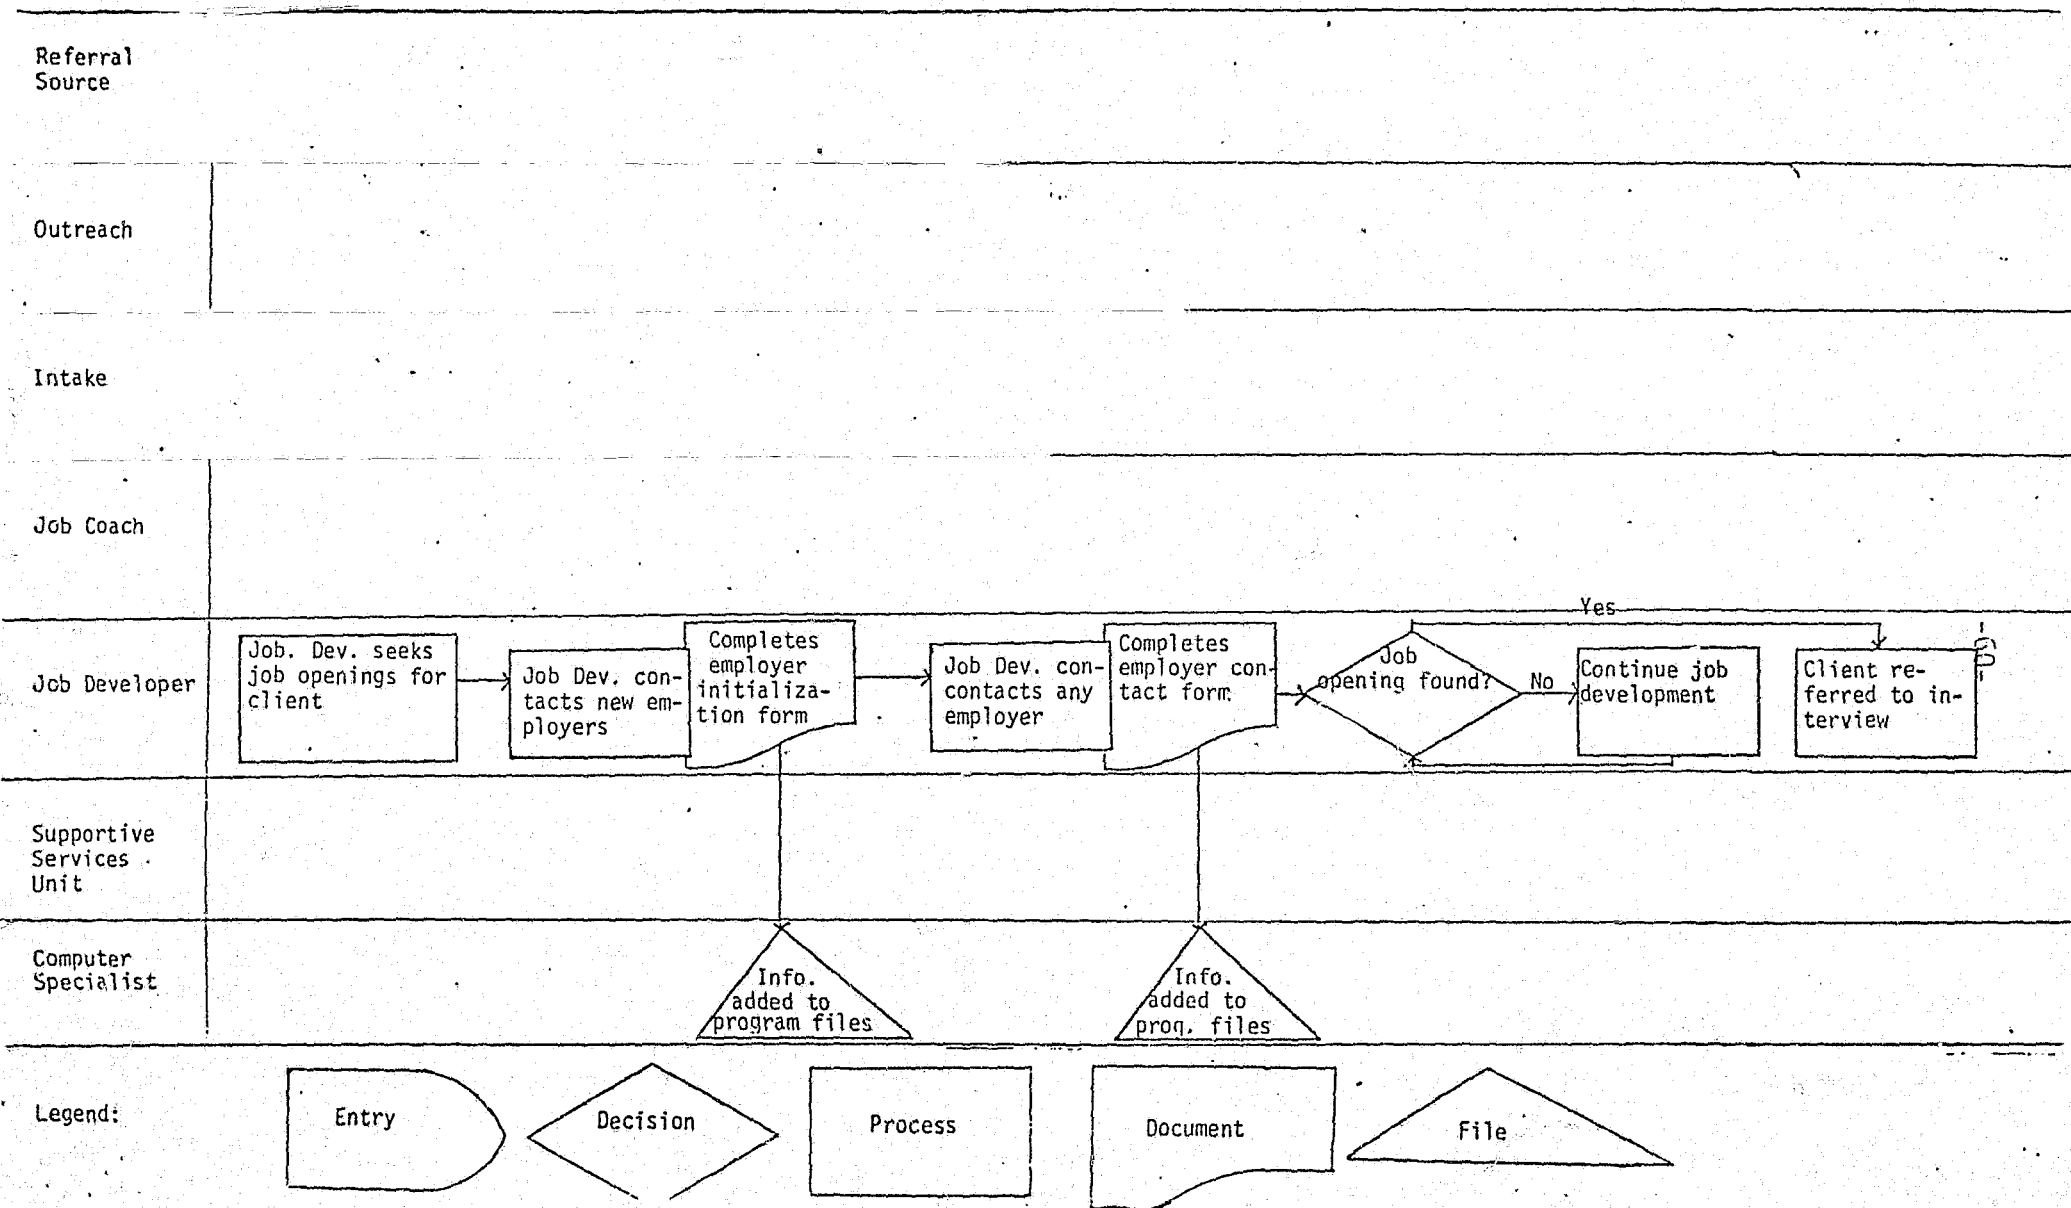 Referral
Source
Outreach
Intake
Job Coach
Yes
Job Developer
Job. Dev. seeks
job openings for
client
Job Dev. con-
tacts new em-
ployers
Completes
employer
initializa-
tion form
Job Dev. con-
contacts any
employer
Completes
employer con-
tact form
Job
opening found?
No
Continue job
development
Client re-
ferred to in-
terview
Supportive
Services
Unit
Computer
Specialist
Info.
added to
program files
Info.
added to
prog. files
Legend:
Entry
Decision
Process
Document
File